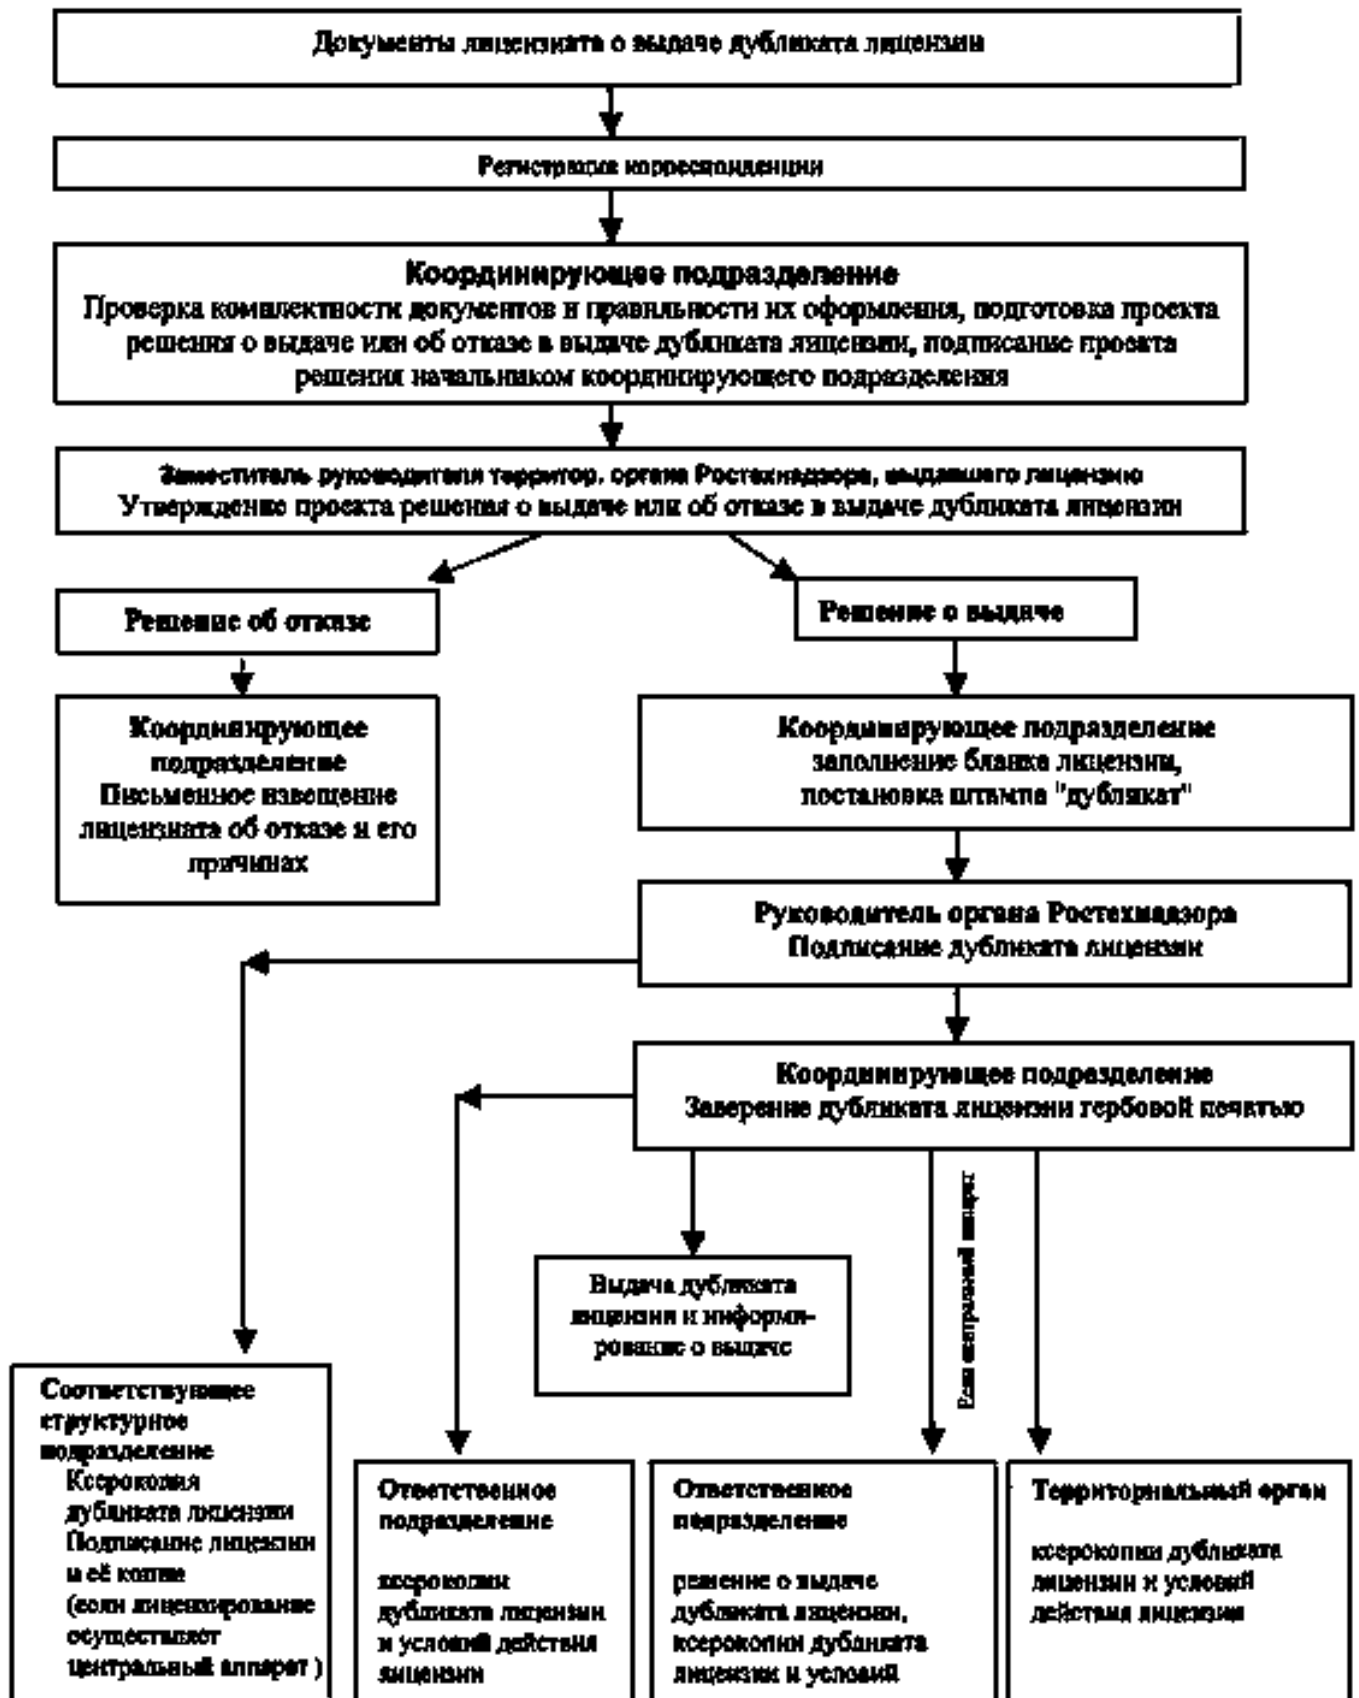 Документы лицензиата о выдаче дубликата лицензии
Регистрация корреспонденции
Координирующее подразделение
Проверка комплектности документов и правильности их оформления, подготовка проекта
решения о выдаче или об отказе в выдаче дубликата лицензии, подписание проекта
решения начальником координирующего подразделения
Заместитель руководителя территор. органа Ростехнадзора, выдавшего лицензию
Утверждение проекта решения о выдаче или об отказе в выдаче дубликата лицензии
Решение об отказе
Решение о выдаче
Координирующее
подразделение
Письменное извещение
лицензиата об отказе и его
причинах
Координирующее подразделение
заполнение бланка лицензии,
постановка штампа "дубликат"
Руководитель органа Ростехнадзора
Подписание дубликата лицензии
Координирующее подразделение
Заверение дубликата лицензии гербовой печатью
Если центральный аппарат
Выдача дубликата
лицензии и информи-
рование о выдаче
Соответствующее
структурное
подразделение
Ксерокопия
дубликата лицензии
Подписание лицензии
и её копии
(если лицензирование
осуществляет
центральный аппарат )
Ответственное
подразделение
ксерокопии
дубликата лицензии
и условий действия
лицензии
Ответственное
подразделение
решение о выдаче
дубликата лицензии,
ксерокопии дубликата
лицензии и условий
Территориальный орган
ксерокопии дубликата
лицензии и условий
действия лицензии